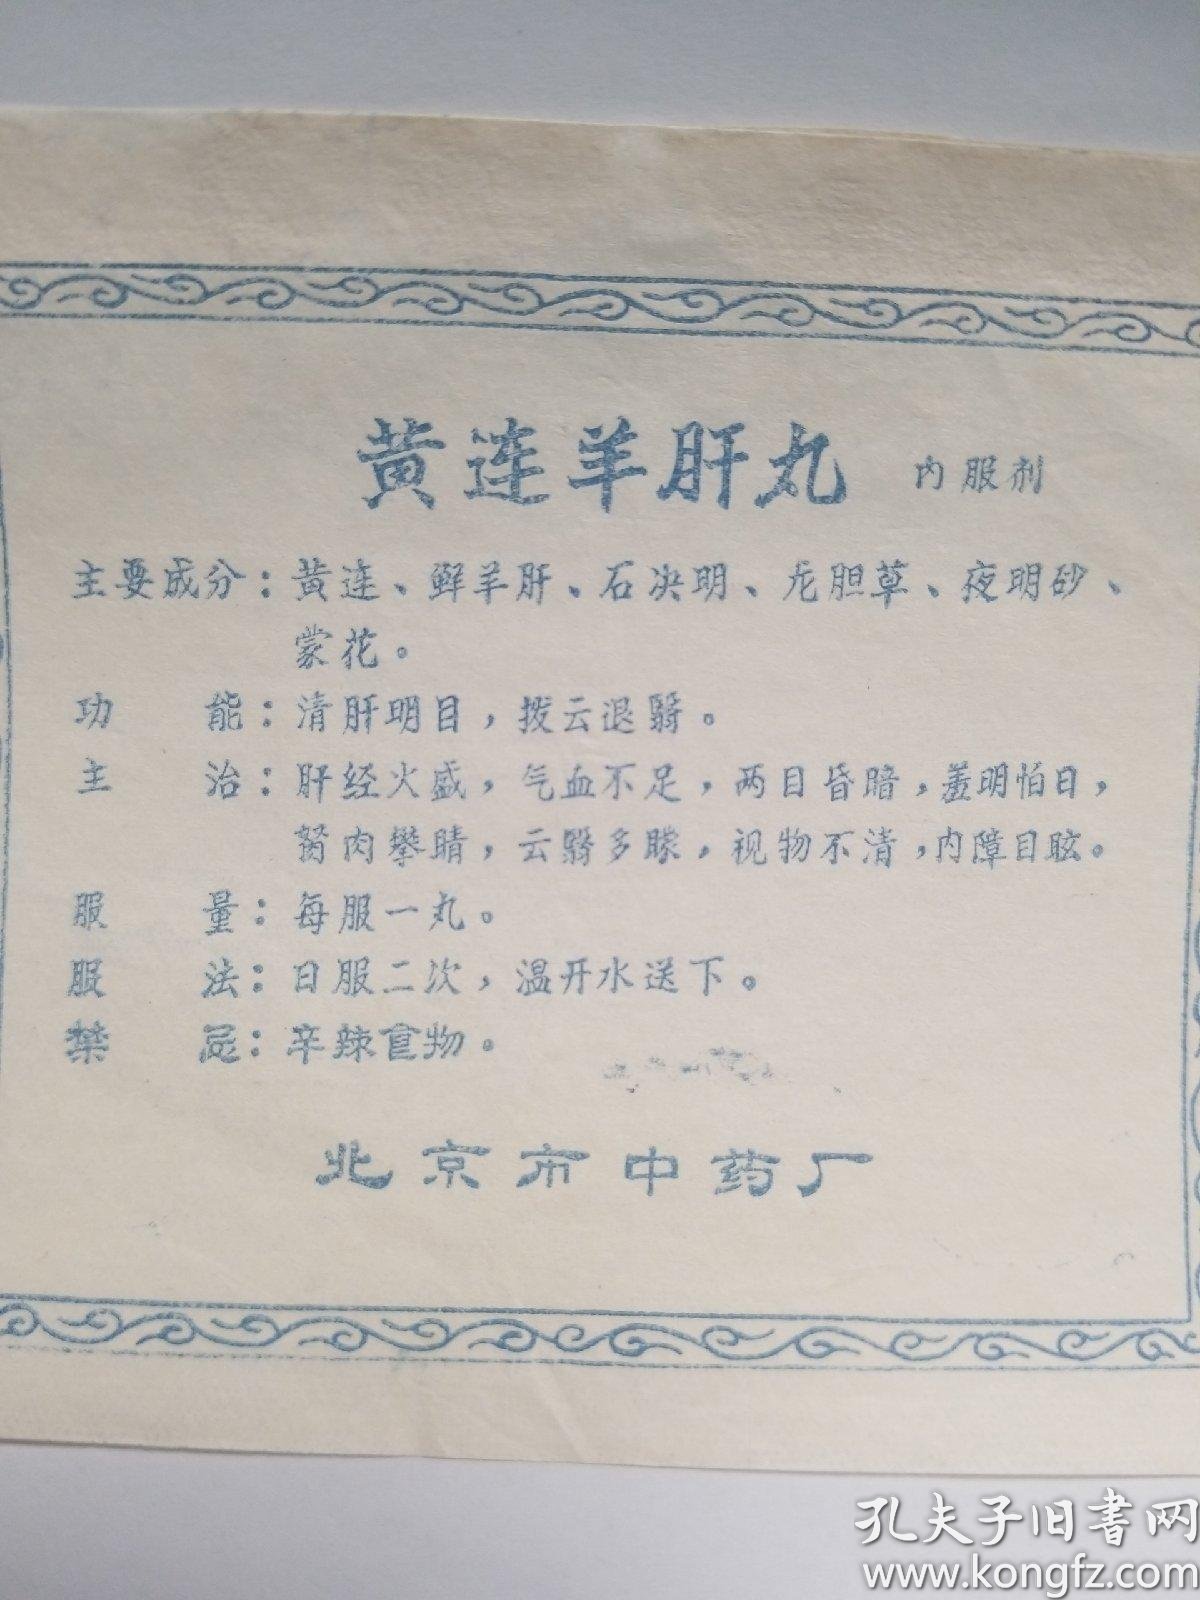 黄连羊肝丸 内服剂
主要成分：黄连、鲜羊肝、石决明、龙胆草、夜明砂、
蒙花。
功能：清肝明目，拨云退翳。
主治：肝经火盛，气血不足，两目昏暗，羞明怕日，
胬肉攀睛，云翳多矇，视物不清，内障目眩。
服量：每服一丸。
服法：日服二次，温开水送下。
禁忌：辛辣食物。
北京市中药厂
孔夫子旧书网
www.kongfz.com